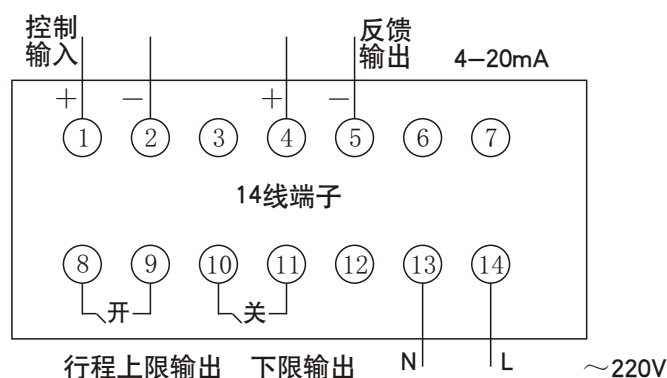 控制 反馈
输入 输出 4—20mA
+ − + −
① ② ③ ④ ⑤ ⑥ ⑦
14线端子
⑧ ⑨ ⑩ ⑪ ⑫ ⑬ ⑭
开 关
行程上限输出 下限输出 N L ～220V